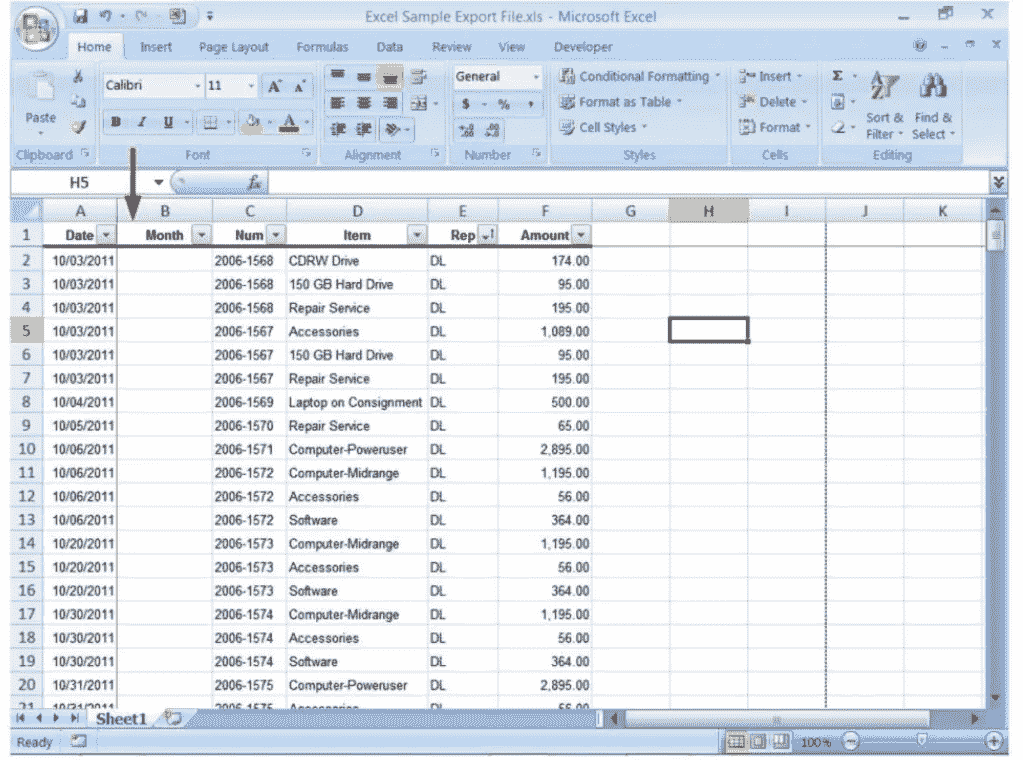 Excel Sample Export File.xls - Microsoft Excel
Home Insert Page Layout Formulas Data Review View Developer
Calibri 11 General Conditional Formatting Insert Σ
$ % , Format as Table Delete
Paste B I U A Cell Styles Format Sort & Filter Find & Select
Clipboard Font Alignment Number Styles Cells Editing
H5 fx
A B C D E F G H I J K
1 Date Month Num Item Rep Amount
2 10/03/2011 2006-1568 CDRW Drive DL 174.00
3 10/03/2011 2006-1568 150 GB Hard Drive DL 95.00
4 10/03/2011 2006-1568 Repair Service DL 195.00
5 10/03/2011 2006-1567 Accessories DL 1,089.00
6 10/03/2011 2006-1567 150 GB Hard Drive DL 95.00
7 10/03/2011 2006-1567 Repair Service DL 195.00
8 10/04/2011 2006-1569 Laptop on Consignment DL 500.00
9 10/05/2011 2006-1570 Repair Service DL 65.00
10 10/06/2011 2006-1571 Computer-Poweruser DL 2,895.00
11 10/06/2011 2006-1572 Computer-Midrange DL 1,195.00
12 10/06/2011 2006-1572 Accessories DL 56.00
13 10/06/2011 2006-1572 Software DL 364.00
14 10/20/2011 2006-1573 Computer-Midrange DL 1,195.00
15 10/20/2011 2006-1573 Accessories DL 56.00
16 10/20/2011 2006-1573 Software DL 364.00
17 10/30/2011 2006-1574 Computer-Midrange DL 1,195.00
18 10/30/2011 2006-1574 Accessories DL 56.00
19 10/30/2011 2006-1574 Software DL 364.00
20 10/31/2011 2006-1575 Computer-Poweruser DL 2,895.00
21 10/31/2011 2006-1575 Accessories DL 56.00
Sheet1
Ready 100%